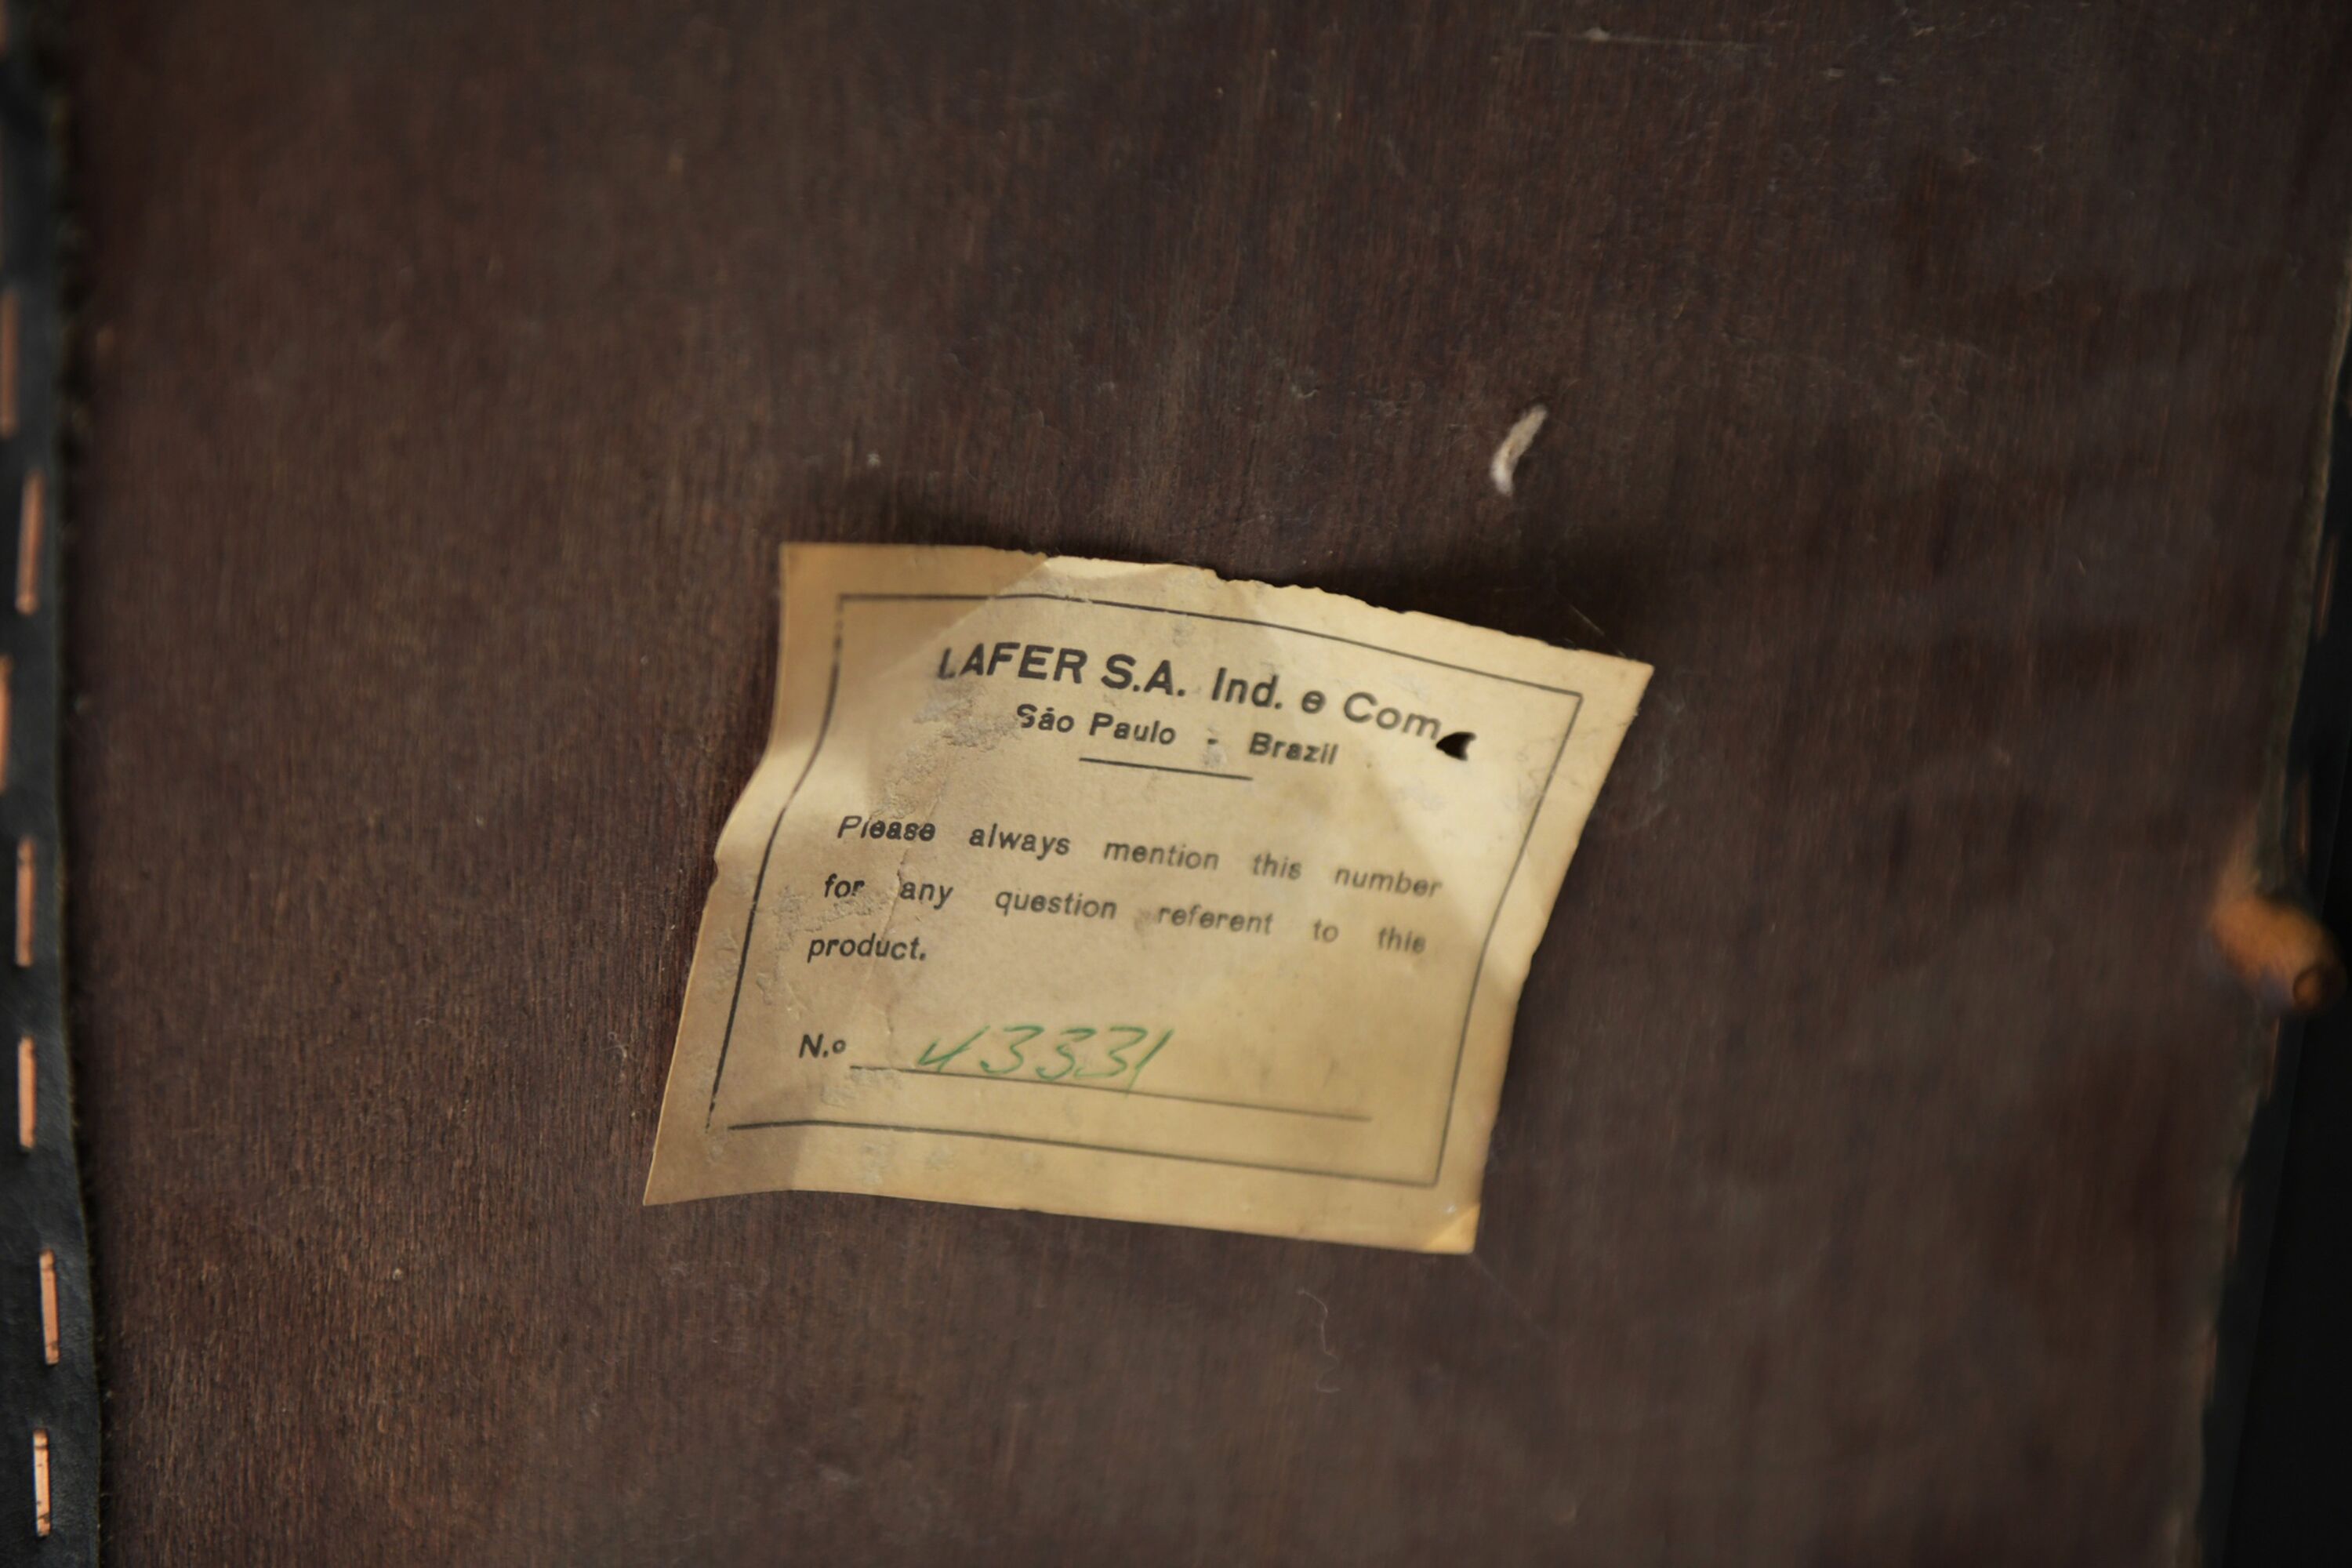 LAFER S.A. Ind. e Com.
São Paulo - Brazil
Please always mention this number
for any question referent to this
product.
N.o 43331